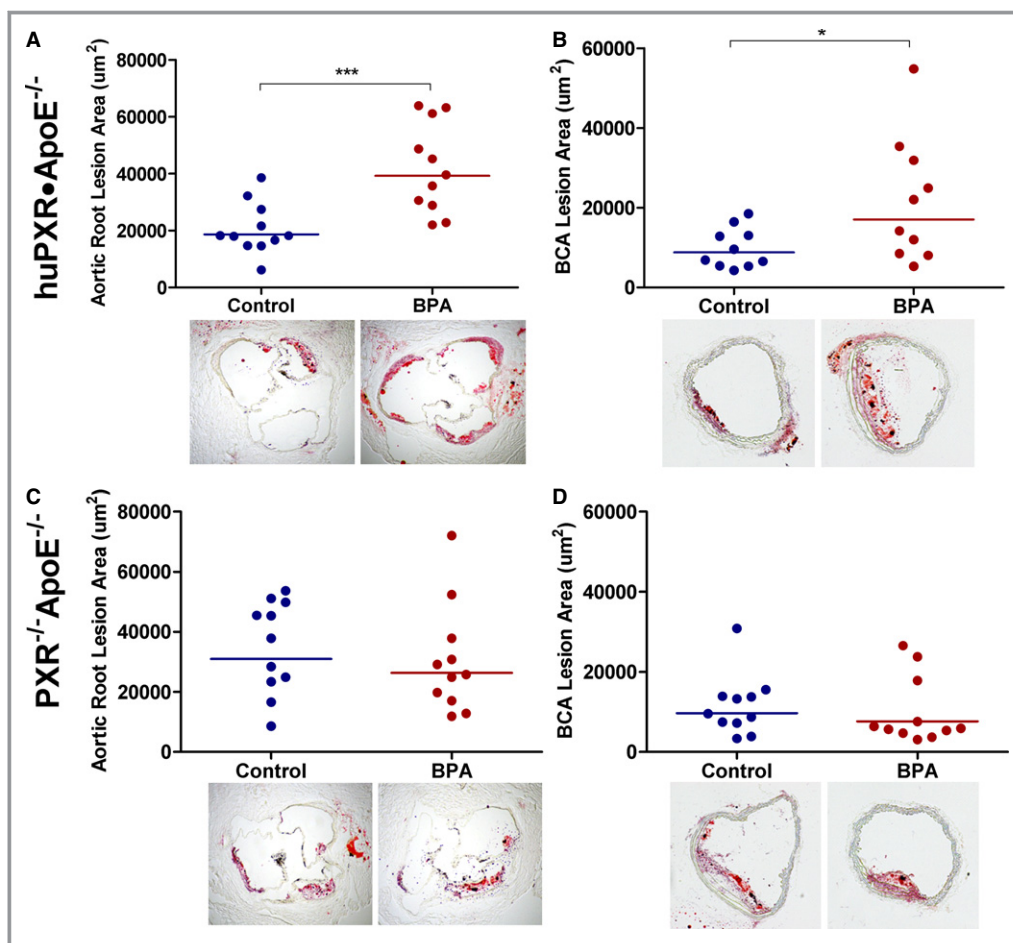 huPXR●ApoE-/-
A
Aortic Root Lesion Area (um2)
80000
60000
40000
20000
0
***
Control
BPA
B
BCA Lesion Area (um2)
60000
40000
20000
0
*
Control
BPA
PXR-/-ApoE-/-
C
Aortic Root Lesion Area (um2)
80000
60000
40000
20000
0
Control
BPA
D
BCA Lesion Area (um2)
60000
40000
20000
0
Control
BPA